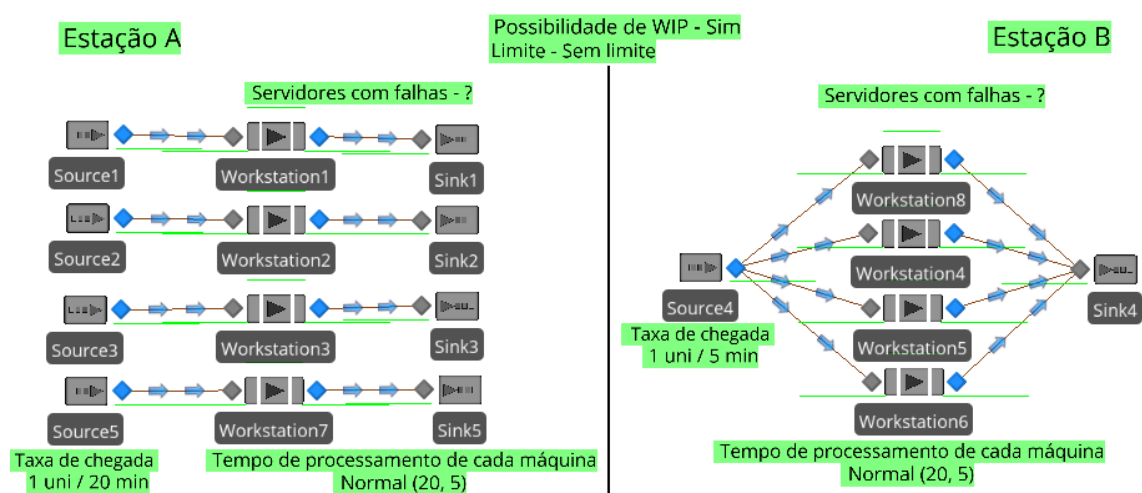 Estação A
Possibilidade de WIP - Sim
Limite - Sem limite
Estação B
Servidores com falhas - ?
Source1
Workstation1
Sink1
Source2
Workstation2
Sink2
Source3
Workstation3
Sink3
Source5
Workstation7
Sink5
Taxa de chegada
1 uni / 20 min
Tempo de processamento de cada máquina
Normal (20, 5)
Servidores com falhas - ?
Workstation8
Workstation4
Source4
Sink4
Taxa de chegada
1 uni / 5 min
Workstation5
Workstation6
Tempo de processamento de cada máquina
Normal (20, 5)